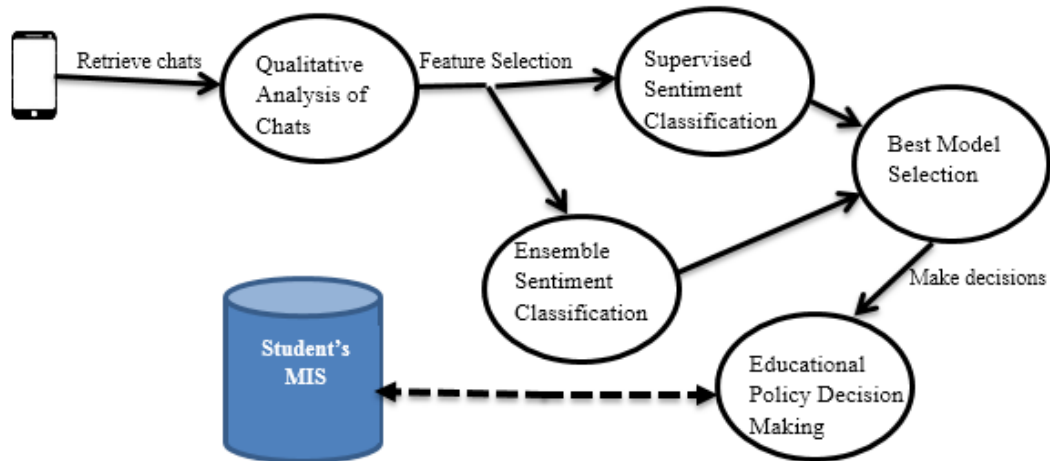 Retrieve chats
Qualitative
Analysis of
Chats
Feature Selection
Supervised
Sentiment
Classification
Best Model
Selection
Ensemble
Sentiment
Classification
Make decisions
Educational
Policy Decision
Making
Student's
MIS